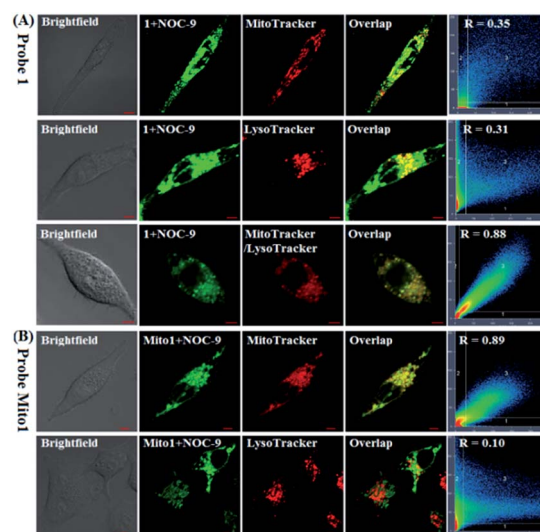 (A)
Probe 1
Brightfield 1+NOC-9 MitoTracker Overlap R = 0.35
Brightfield 1+NOC-9 LysoTracker Overlap R = 0.31
Brightfield 1+NOC-9 MitoTracker Overlap R = 0.88
/LysoTracker
(B)
Probe Mito1
Brightfield Mito1+NOC-9 MitoTracker Overlap R = 0.89
Brightfield Mito1+NOC-9 LysoTracker Overlap R = 0.10